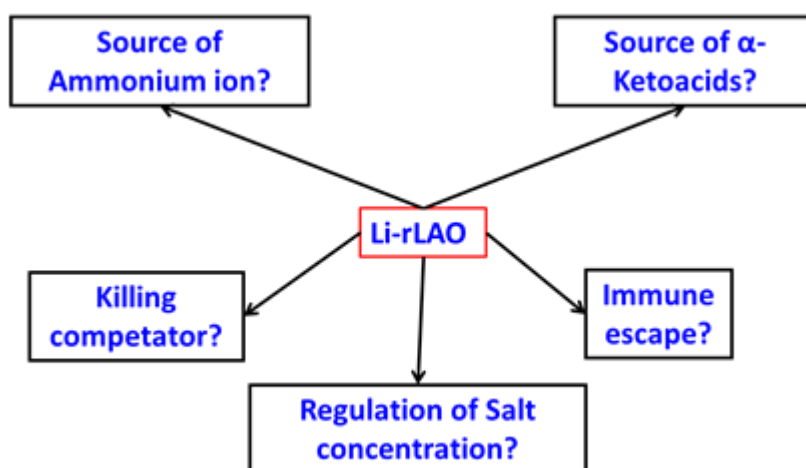 Source of
Ammonium ion?
Source of α-
Ketoacids?
Li-rLAO
Killing
competator?
Immune
escape?
Regulation of Salt
concentration?